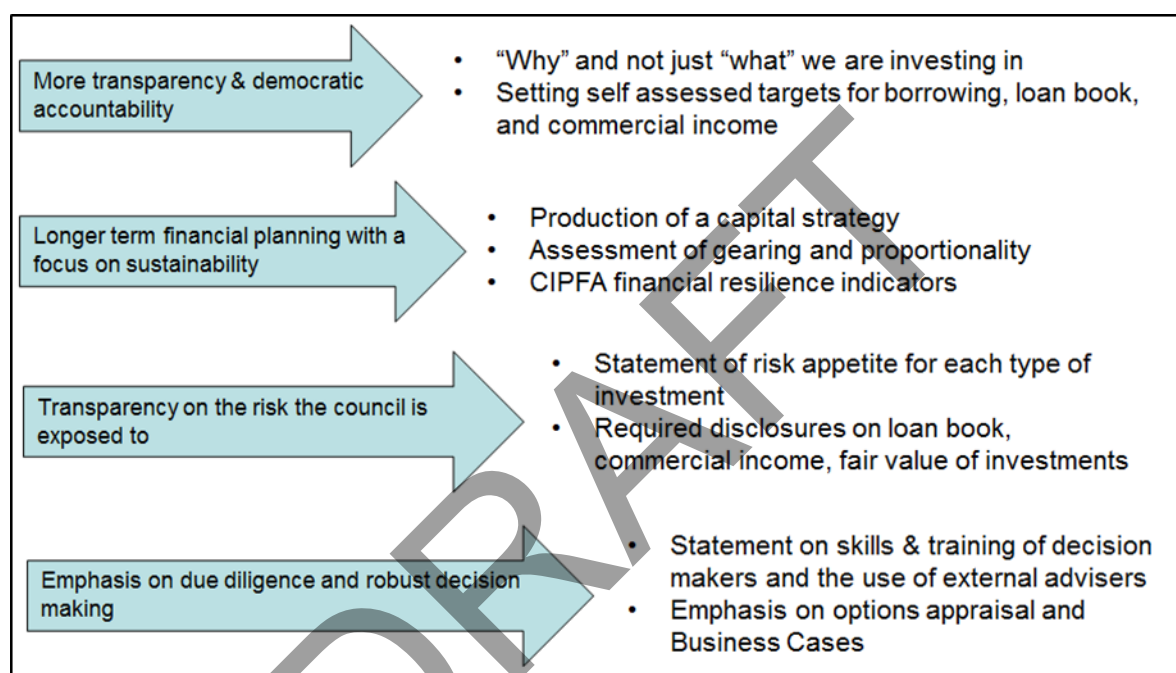 More transparency & democratic
accountability
• “Why” and not just “what” we are investing in
• Setting self assessed targets for borrowing, loan book,
and commercial income
Longer term financial planning with a
focus on sustainability
• Production of a capital strategy
• Assessment of gearing and proportionality
• CIPFA financial resilience indicators
Transparency on the risk the council is
exposed to
• Statement of risk appetite for each type of
investment
• Required disclosures on loan book,
commercial income, fair value of investments
Emphasis on due diligence and robust decision
making
• Statement on skills & training of decision
makers and the use of external advisers
• Emphasis on options appraisal and
Business Cases
DRAFT